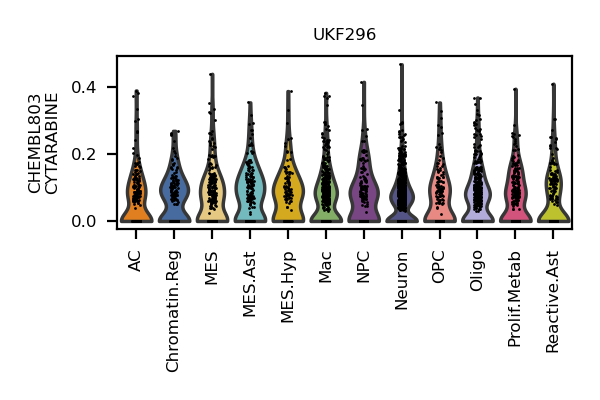 UKF296
CHEMBL803
CYTARABINE
0.4
0.2
0.0
AC
Chromatin.Reg
MES
MES.Ast
MES.Hyp
Mac
NPC
Neuron
OPC
Oligo
Prolif.Metab
Reactive.Ast